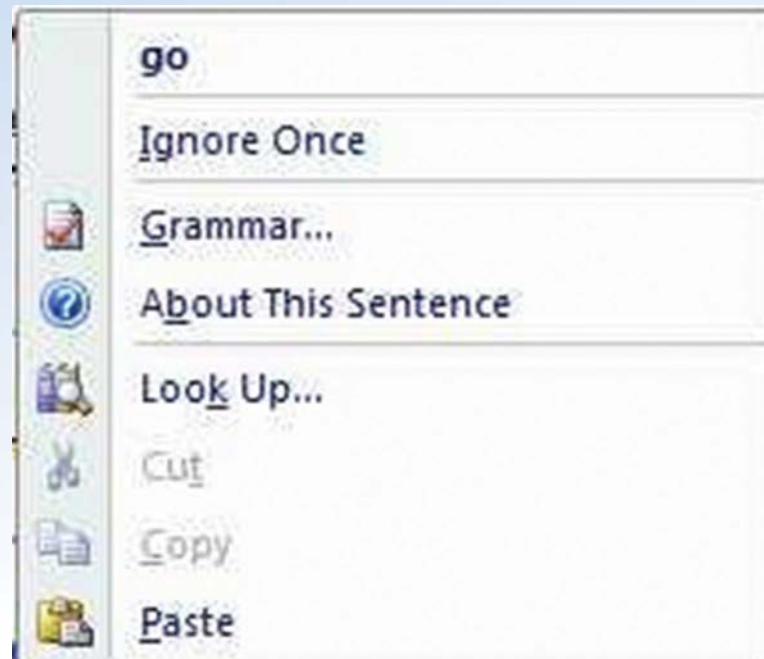 go
Ignore Once
Grammar...
About This Sentence
Look Up...
Cut
Copy
Paste